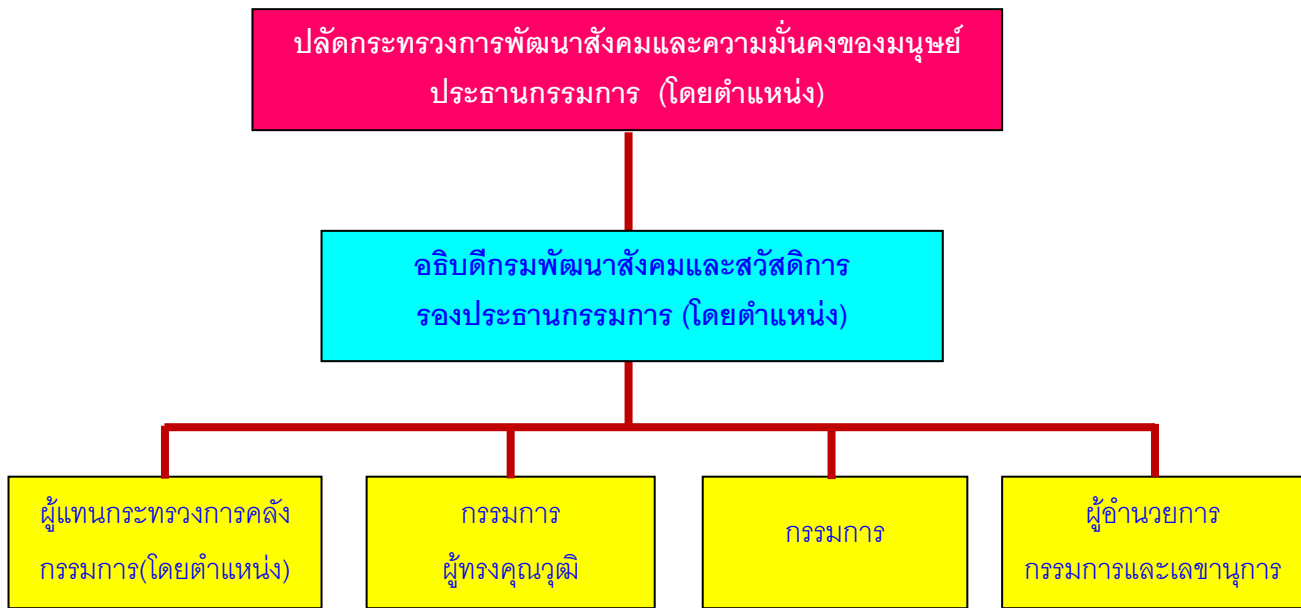 ปลัดกระทรวงการพัฒนาสังคมและความมั่นคงของมนุษย์
ประธานกรรมการ (โดยตำแหน่ง)
อธิบดีกรมพัฒนาสังคมและสวัสดิการ
รองประธานกรรมการ (โดยตำแหน่ง)
ผู้แทนกระทรวงการคลัง
กรรมการ(โดยตำแหน่ง)
กรรมการ
ผู้ทรงคุณวุฒิ
กรรมการ
ผู้อำนวยการ
กรรมการและเลขานุการ